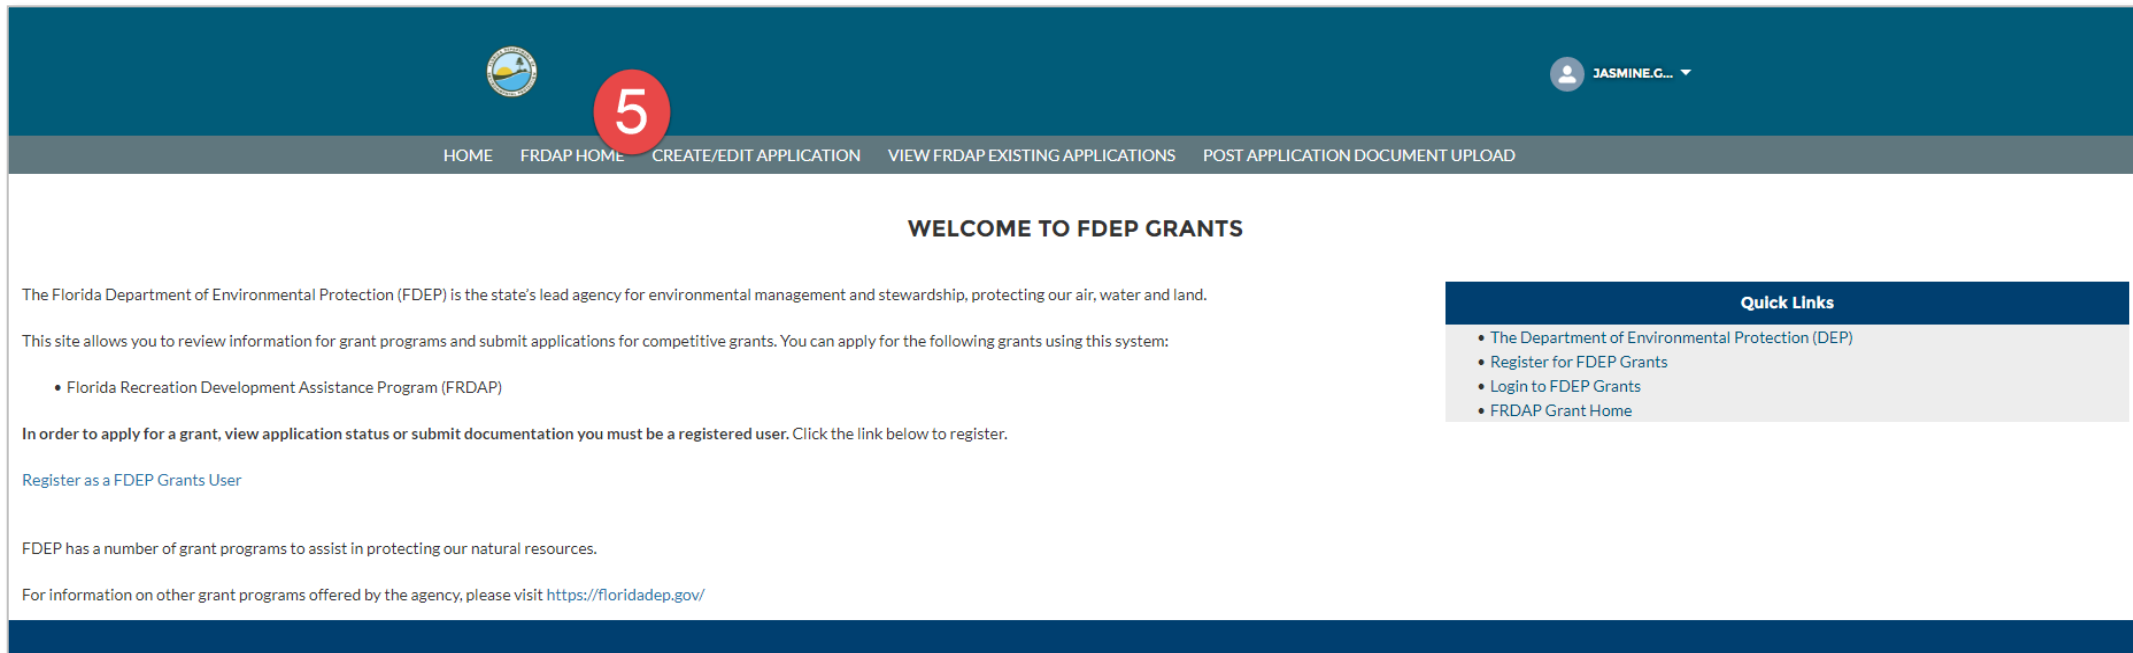 JASMINE.G...
5
HOME FRDAP HOME CREATE/EDIT APPLICATION VIEW FRDAP EXISTING APPLICATIONS POST APPLICATION DOCUMENT UPLOAD
WELCOME TO FDEP GRANTS
The Florida Department of Environmental Protection (FDEP) is the state's lead agency for environmental management and stewardship, protecting our air, water and land.
This site allows you to review information for grant programs and submit applications for competitive grants. You can apply for the following grants using this system:
• Florida Recreation Development Assistance Program (FRDAP)
In order to apply for a grant, view application status or submit documentation you must be a registered user. Click the link below to register.
Register as a FDEP Grants User
FDEP has a number of grant programs to assist in protecting our natural resources.
For information on other grant programs offered by the agency, please visit https://floridadep.gov/
Quick Links
• The Department of Environmental Protection (DEP)
• Register for FDEP Grants
• Login to FDEP Grants
• FRDAP Grant Home